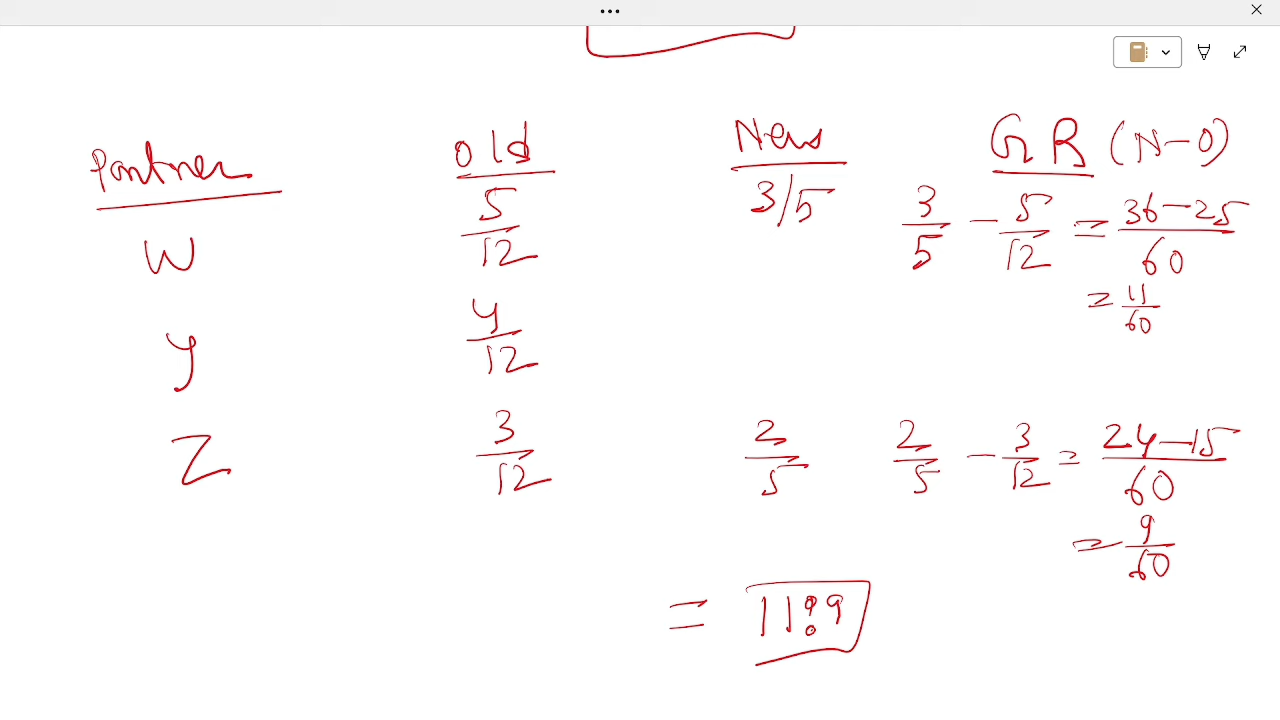 Partner Old New GR (N-O)
W 5/12 3/5 3/5 - 5/12 = 36-25/60
= 11/60
Y 4/12
Z 3/12 2/5 2/5 - 3/12 = 24-15/60
= 9/60
= 11:9